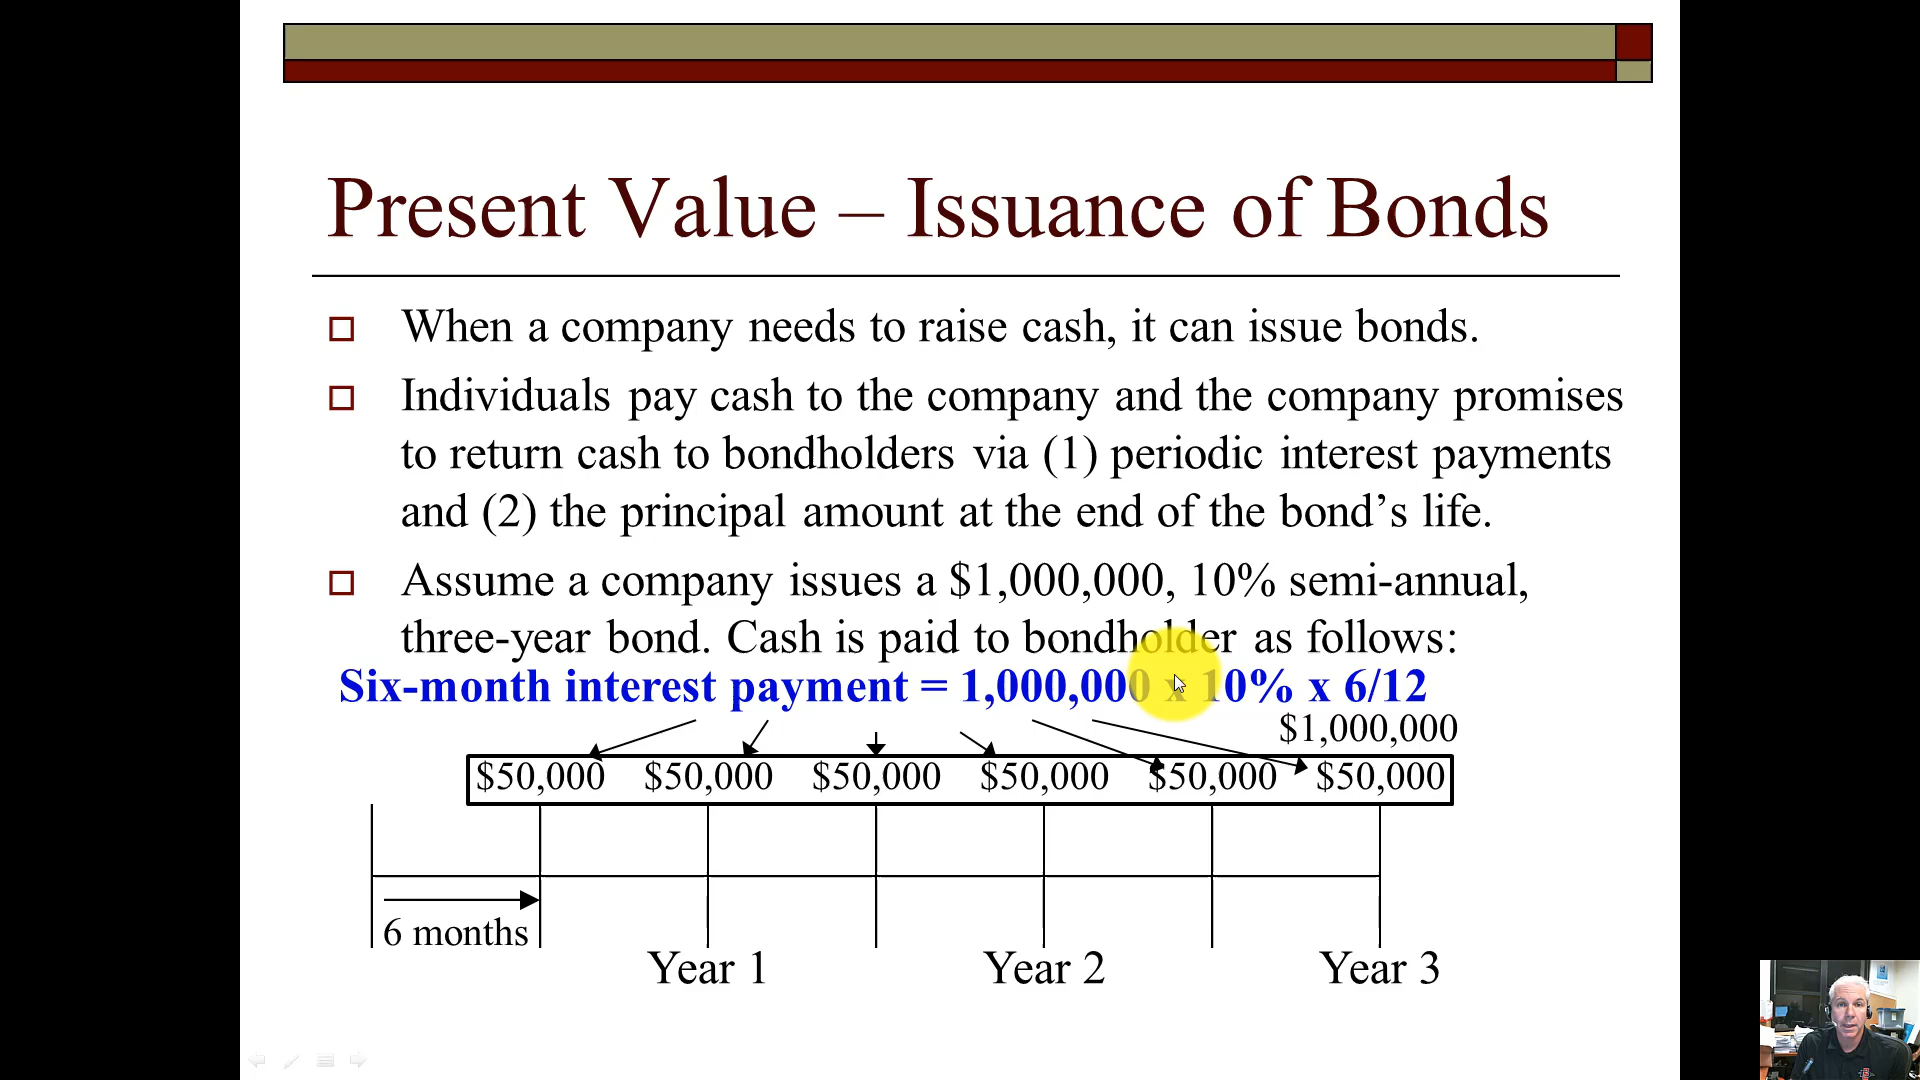 Present Value – Issuance of Bonds
When a company needs to raise cash, it can issue bonds.
Individuals pay cash to the company and the company promises
to return cash to bondholders via (1) periodic interest payments
and (2) the principal amount at the end of the bond’s life.
Assume a company issues a $1,000,000, 10% semi-annual,
three-year bond. Cash is paid to bondholder as follows:
Six-month interest payment = 1,000,000 x 10% x 6/12
$1,000,000
$50,000 $50,000 $50,000 $50,000 $50,000 $50,000
6 months
Year 1 Year 2 Year 3